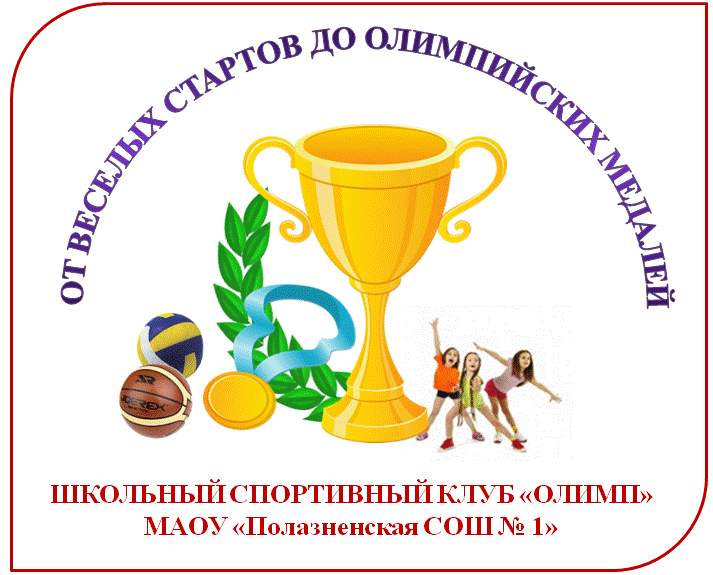 ОТ ВЕСЕЛЫХ СТАРТОВ ДО ОЛИМПИЙСКИХ МЕДАЛЕЙ
ШКОЛЬНЫЙ СПОРТИВНЫЙ КЛУБ «ОЛИМП»
МАОУ «Полазненская СОШ № 1»